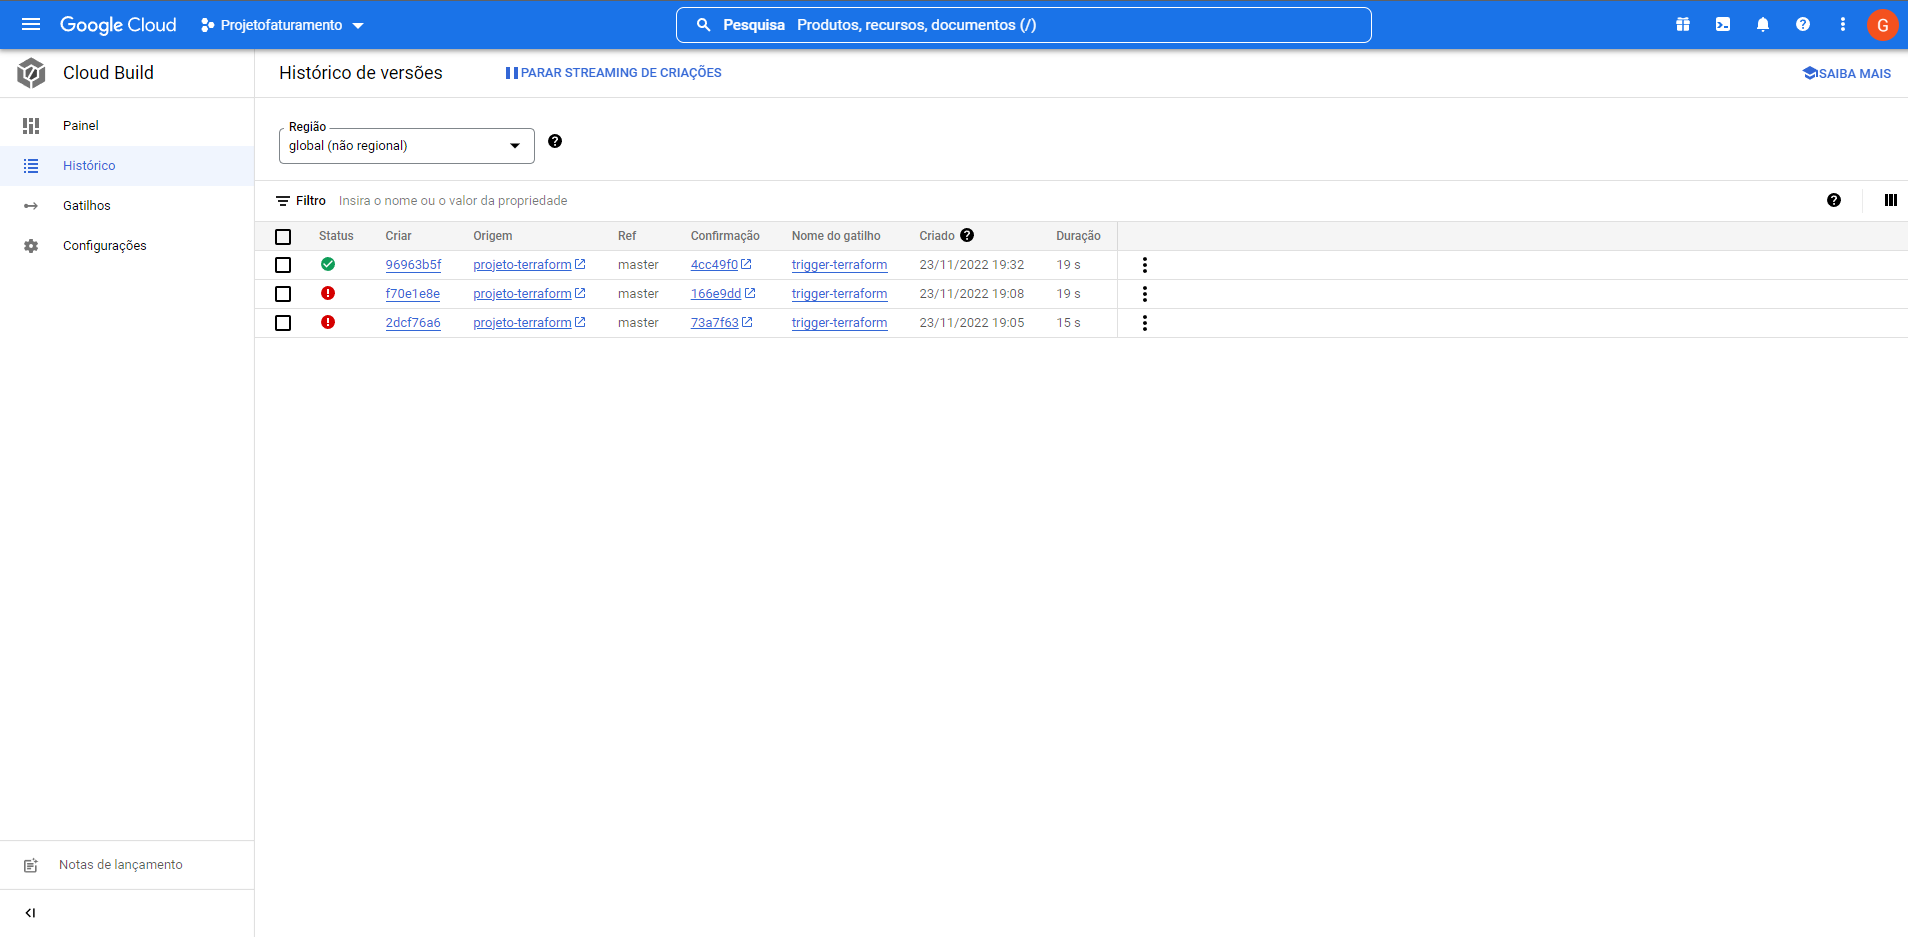 Google Cloud Projetofaturamento Pesquisa Produtos, recursos, documentos (/) G
Cloud Build
Histórico de versões PARAR STREAMING DE CRIAÇÕES SAIBA MAIS
Painel
Histórico
Gatilhos
Configurações
Região
global (não regional)
Filtro Insira o nome ou o valor da propriedade
Status Criar Origem Ref Confirmação Nome do gatilho Criado Duração
96963b5f projeto-terraform master 4cc49f0 trigger-terraform 23/11/2022 19:32 19 s
f70e1e8e projeto-terraform master 166e9dd trigger-terraform 23/11/2022 19:08 19 s
2dcf76a6 projeto-terraform master 73a7f63 trigger-terraform 23/11/2022 19:05 15 s
Notas de lançamento